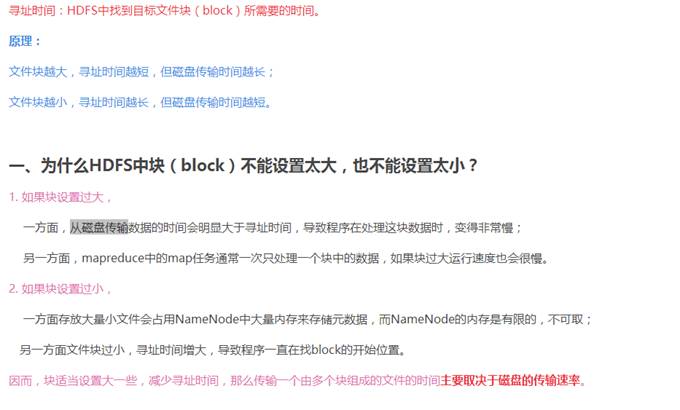 寻址时间：HDFS中找到目标文件块（block）所需要的时间。
原理：
文件块越大，寻址时间越短，但磁盘传输时间越长；
文件块越小，寻址时间越长，但磁盘传输时间越短。
一、为什么HDFS中块（block）不能设置太大，也不能设置太小？
1. 如果块设置过大，
一方面，从磁盘传输数据的时间会明显大于寻址时间，导致程序在处理这块数据时，变得非常慢；
另一方面，mapreduce中的map任务通常一次只处理一个块中的数据，如果块过大运行速度也会很慢。
2. 如果块设置过小，
一方面存放大量小文件会占用NameNode中大量内存来存储元数据，而NameNode的内存是有限的，不可取；
另一方面文件块过小，寻址时间增大，导致程序一直在找block的开始位置。
因而，块适当设置大一些，减少寻址时间，那么传输一个由多个块组成的文件的时间主要取决于磁盘的传输速率。